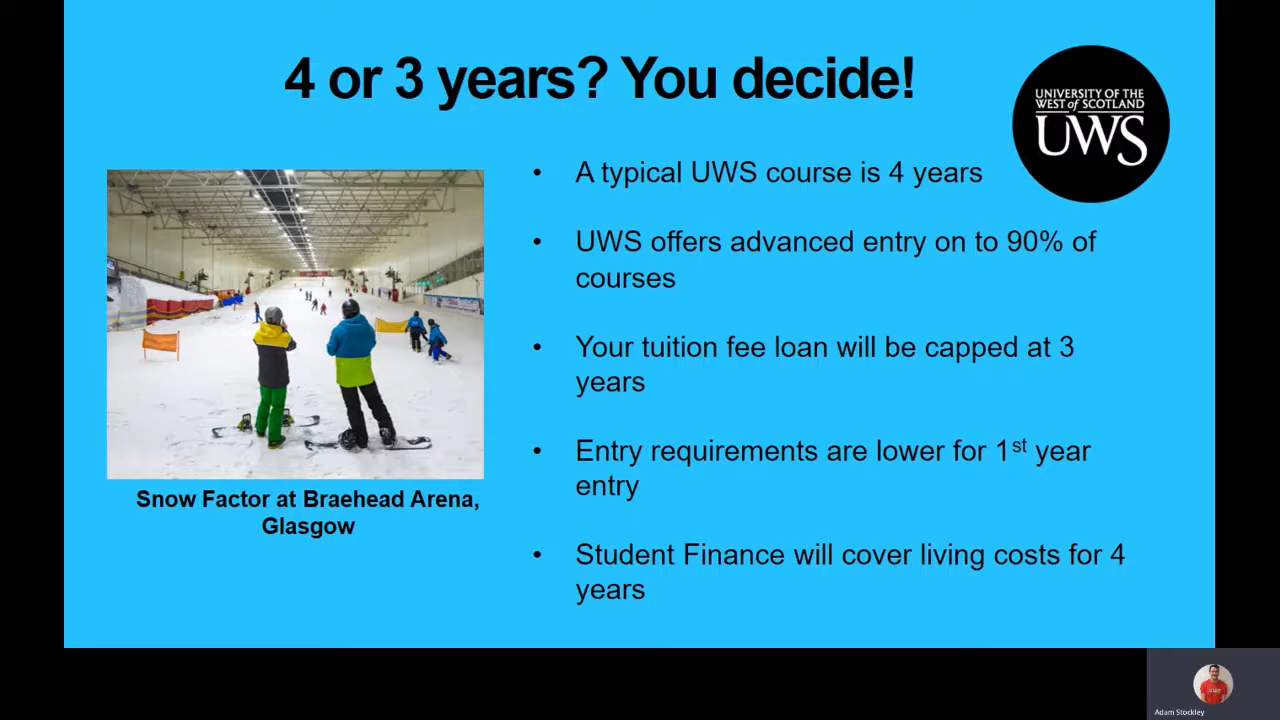 4 or 3 years? You decide!
UNIVERSITY OF THE
WEST of SCOTLAND
UWS
• A typical UWS course is 4 years
• UWS offers advanced entry on to 90% of
courses
• Your tuition fee loan will be capped at 3
years
• Entry requirements are lower for 1st year
entry
• Student Finance will cover living costs for 4
years
Snow Factor at Braehead Arena,
Glasgow
Adam Stockley